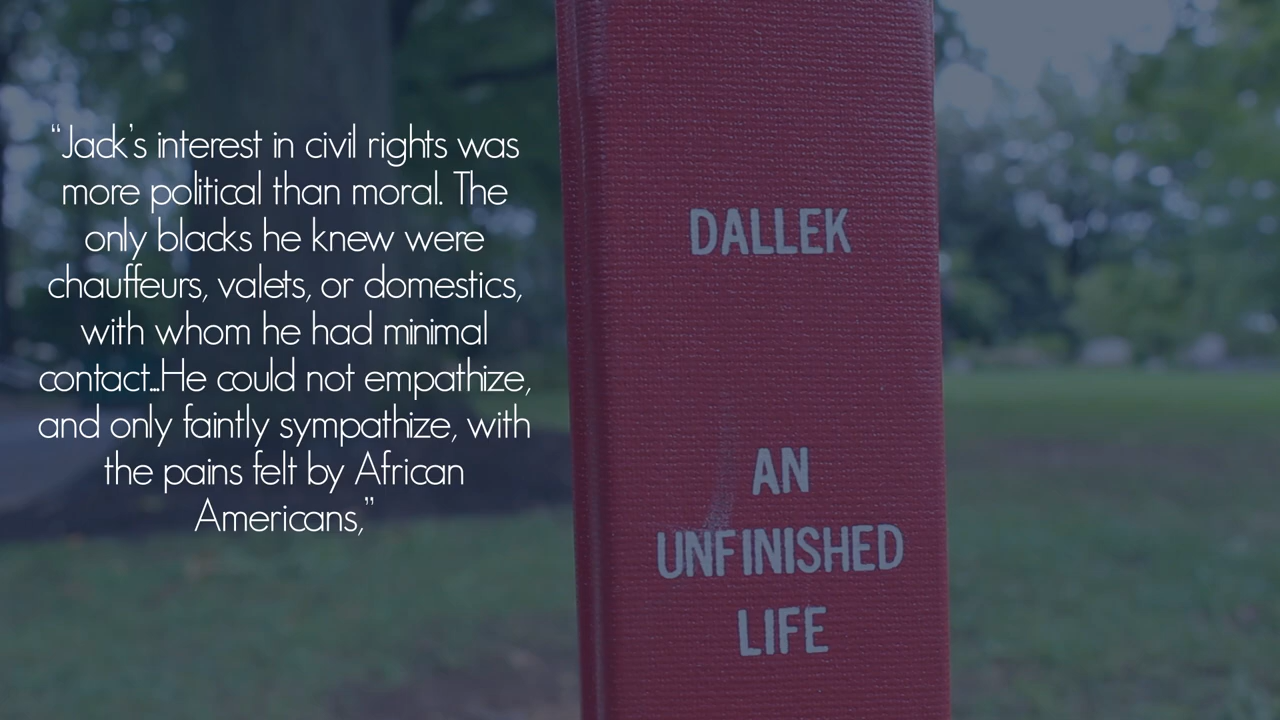 “Jack’s interest in civil rights was
more political than moral. The
only blacks he knew were
chauffeurs, valets, or domestics,
with whom he had minimal
contact...He could not empathize,
and only faintly sympathize, with
the pains felt by African
Americans,”
DALLEK
AN
UNFINISHED
LIFE